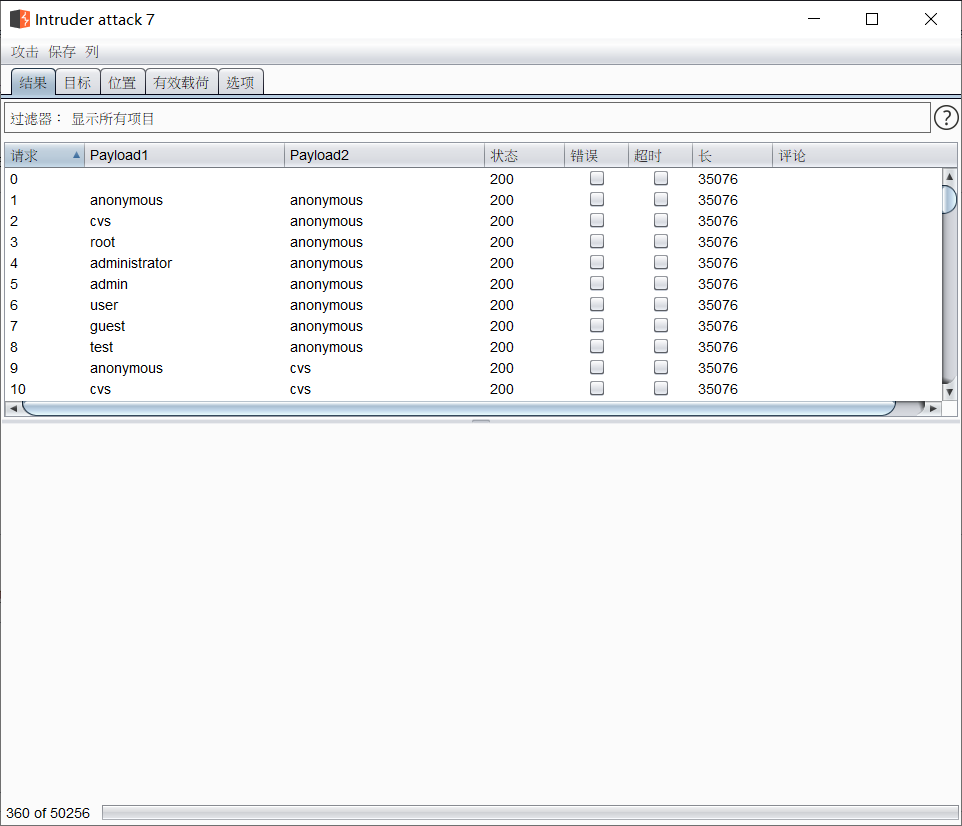 Intruder attack 7
攻击 保存 列
结果 目标 位置 有效载荷 选项
过滤器： 显示所有项目 ?
请求 Payload1 Payload2 状态 错误 超时 长 评论
0 200 35076
1 anonymous anonymous 200 35076
2 cvs anonymous 200 35076
3 root anonymous 200 35076
4 administrator anonymous 200 35076
5 admin anonymous 200 35076
6 user anonymous 200 35076
7 guest anonymous 200 35076
8 test anonymous 200 35076
9 anonymous cvs 200 35076
10 cvs cvs 200 35076
360 of 50256